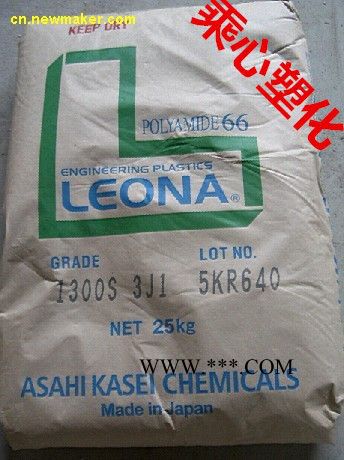 cn.newmaker.com
KEEP DRY
乘心塑化
POLYAMIDE 66
ENGINEERING PLASTICS
LEONA®
GRADE LOT NO.
1300S 3J1 5KR640
NET 25kg
WWW.***.COM
ASAHI KASEI CHEMICALS
Made in Japan